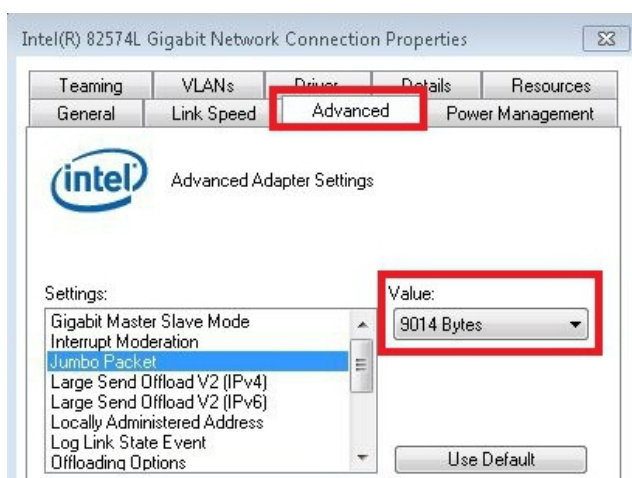 Intel(R) 82574L Gigabit Network Connection Properties
Teaming VLANs Driver Details Resources
General Link Speed Advanced Power Management
intel Advanced Adapter Settings
Settings: Value:
Gigabit Master Slave Mode 9014 Bytes
Interrupt Moderation
Jumbo Packet
Large Send Offload V2 (IPv4)
Large Send Offload V2 (IPv6)
Locally Administered Address
Log Link State Event
Offloading Options Use Default